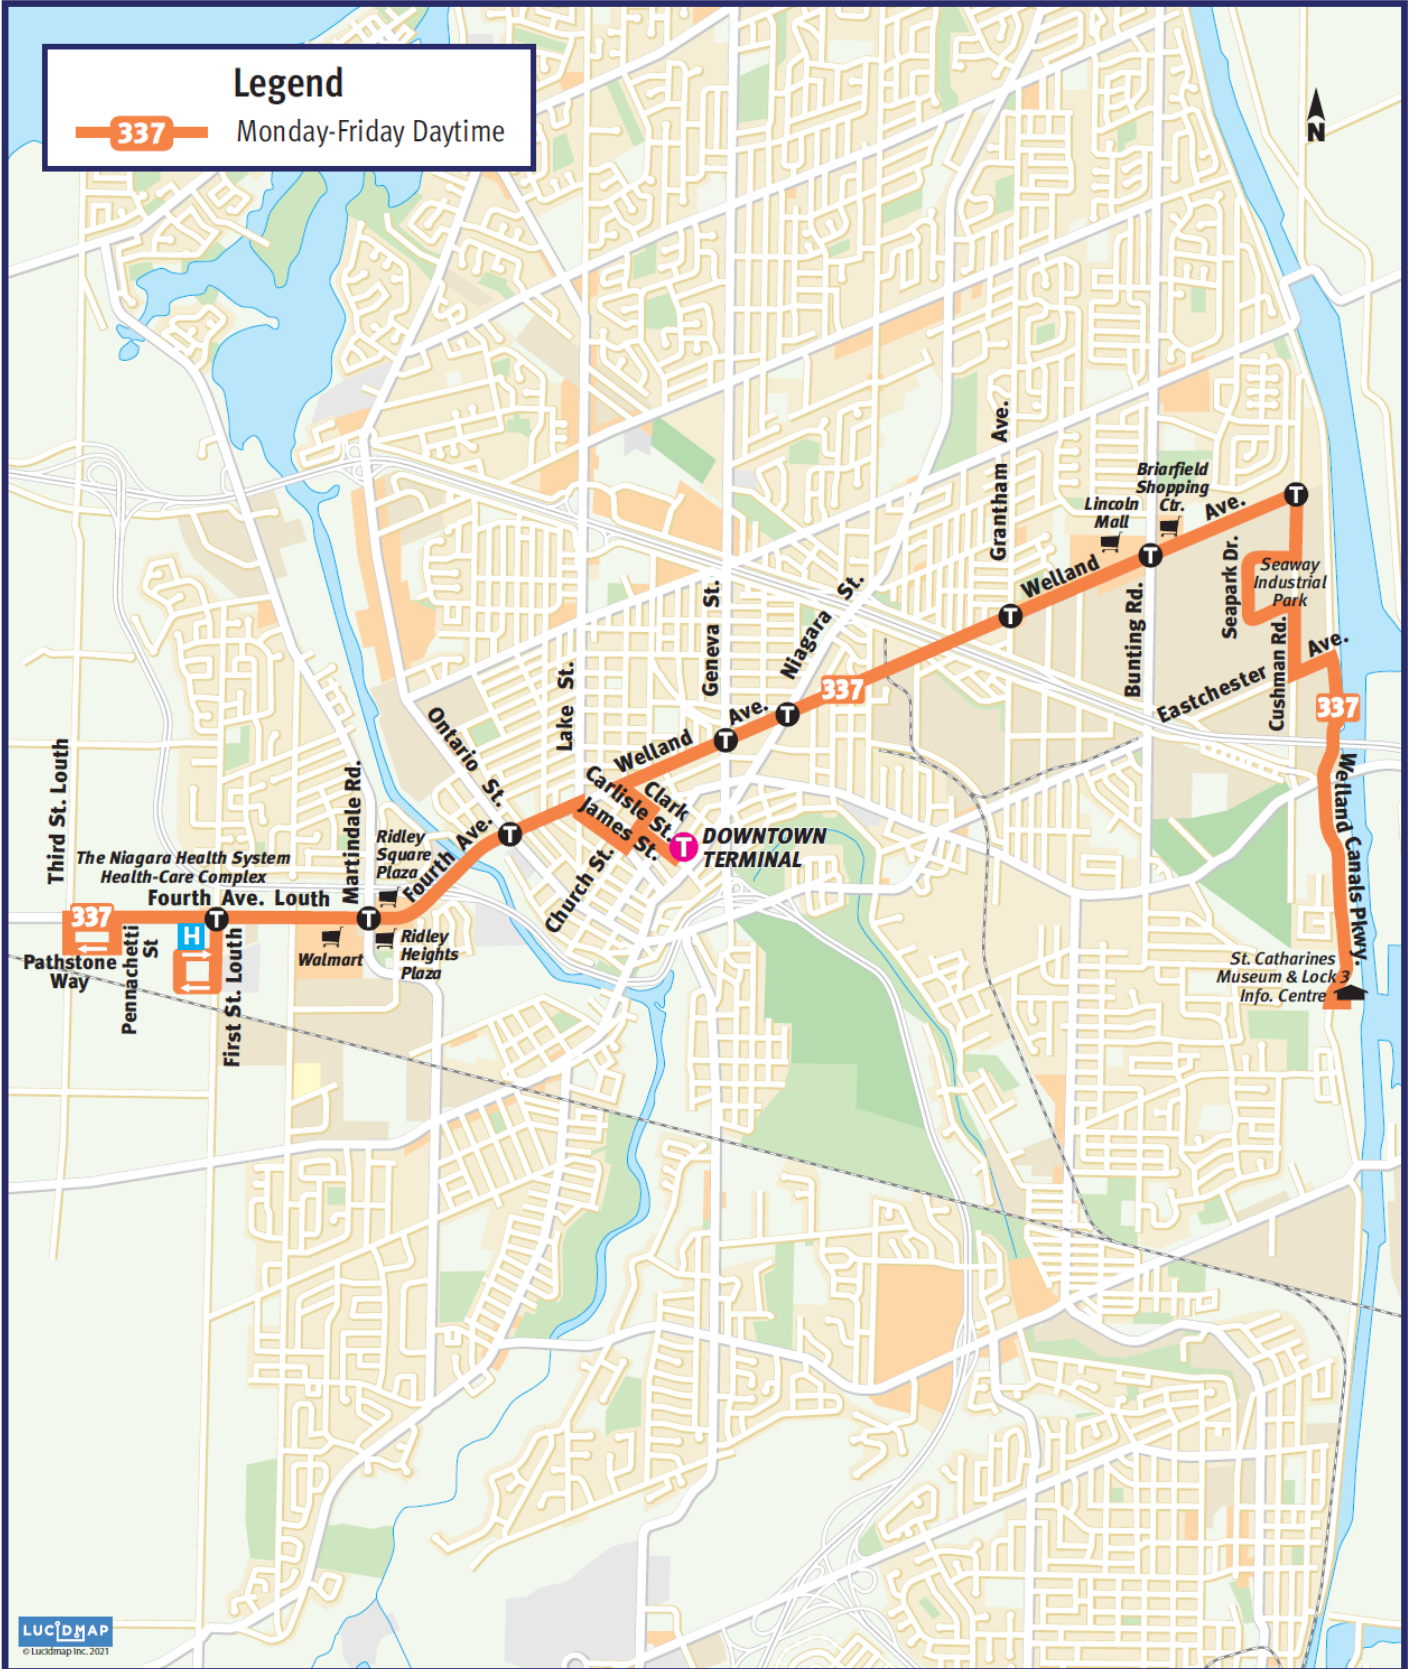 Legend
337 Monday-Friday Daytime
N
Grantham Ave.
Briarfield
Shopping
Ctr.
Lincoln
Mall
Welland Ave.
T
T
T
Seaway
Industrial
Park
Seapark Dr.
Bunting Rd.
Cushman Rd.
Eastchester Ave.
337
Niagara St.
Geneva St.
Lake St.
337
T
T
Welland Ave.
Ontario St.
Carlisle St.
Clark
James St.
T
DOWNTOWN
TERMINAL
Church St.
T
Fourth Ave.
Ridley
Square
Plaza
Martindale Rd.
Third St. Louth
The Niagara Health System
Health-Care Complex
Fourth Ave. Louth
337
T
T
H
Walmart
Ridley
Heights
Plaza
Pathstone
Way
Pennachetti
St
First St. Louth
Welland Canals Pkwy.
St. Catharines
Museum & Lock 3
Info. Centre
LUCIDMAP
© Lucidmap Inc. 2021